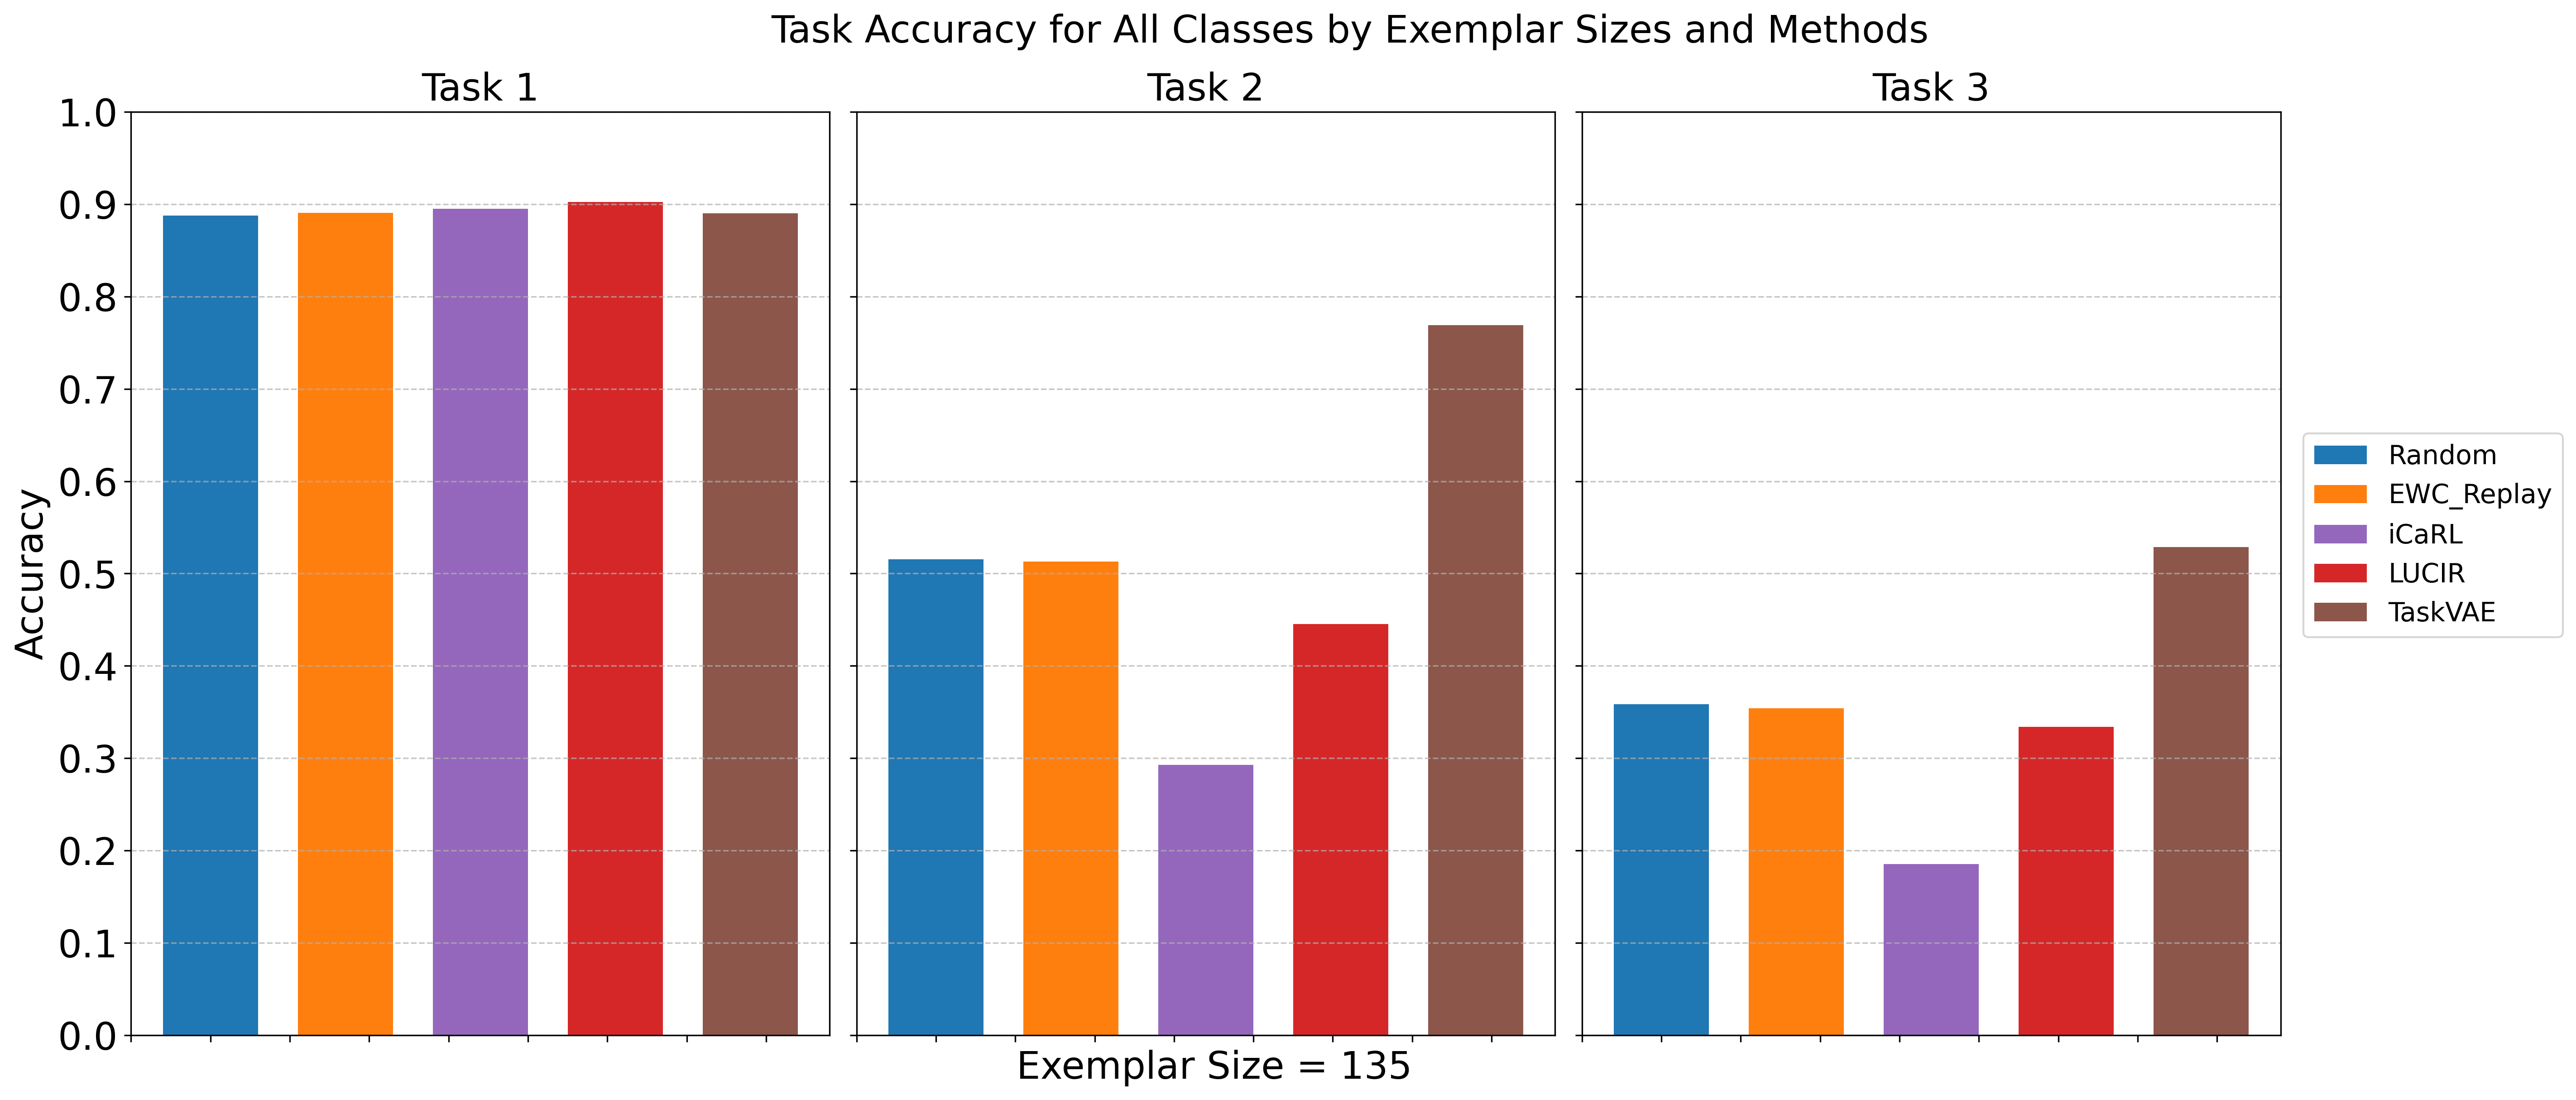 Task Accuracy for All Classes by Exemplar Sizes and Methods
Task 1
Task 2
Task 3
Accuracy
1.0
0.9
0.8
0.7
0.6
0.5
0.4
0.3
0.2
0.1
0.0
Exemplar Size = 135
Random
EWC_Replay
iCaRL
LUCIR
TaskVAE